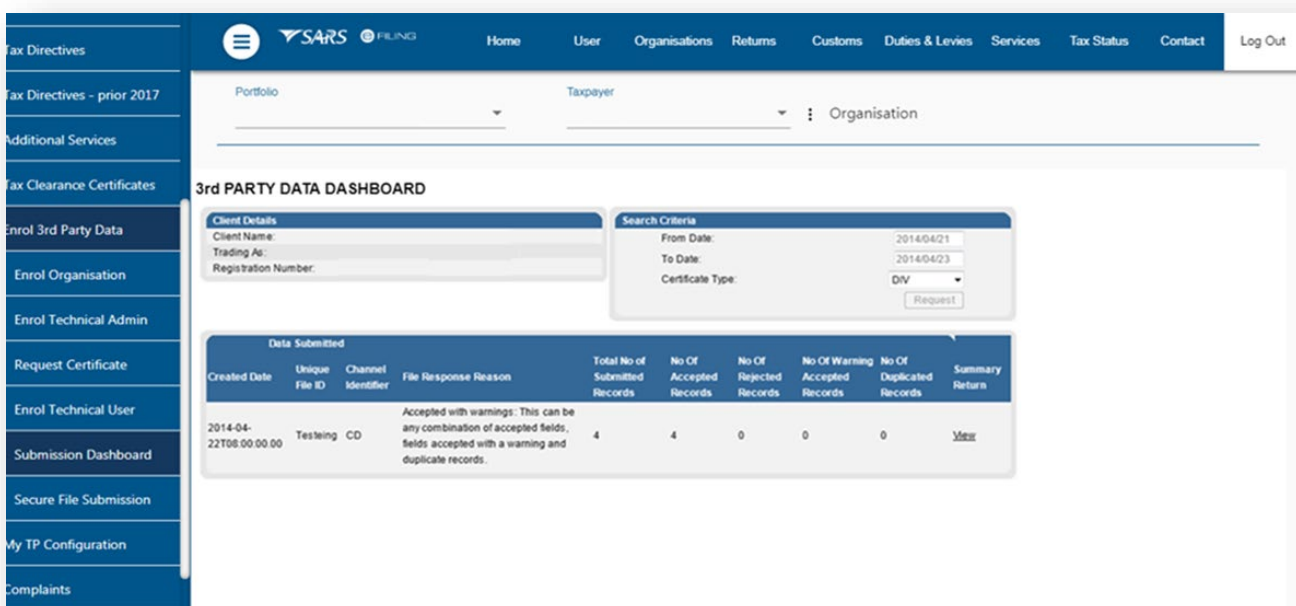 Tax Directives
Tax Directives - prior 2017
Additional Services
Tax Clearance Certificates
Enrol 3rd Party Data
Enrol Organisation
Enrol Technical Admin
Request Certificate
Enrol Technical User
Submission Dashboard
Secure File Submission
My TP Configuration
Complaints
SARS eFILING
Home User Organisations Returns Customs Duties & Levies Services Tax Status Contact Log Out
Portfolio Taxpayer
Organisation
3rd PARTY DATA DASHBOARD
Client Details
Client Name:
Trading As:
Registration Number:
Search Criteria
From Date: 2014/04/21
To Date: 2014/04/23
Certificate Type: DIV
Request
Data Submitted
Created Date
Unique
File ID
Channel
Identifier
File Response Reason
Total No of
Submitted
Records
No Of
Accepted
Records
No Of
Rejected
Records
No Of Warning
Accepted
Records
No Of
Duplicated
Records
Summary
Return
2014-04-
22T08:00:00.00
Testeing
CD
Accepted with warnings: This can be
any combination of accepted fields,
fields accepted with a warning and
duplicate records.
4 4 0 0 0 View